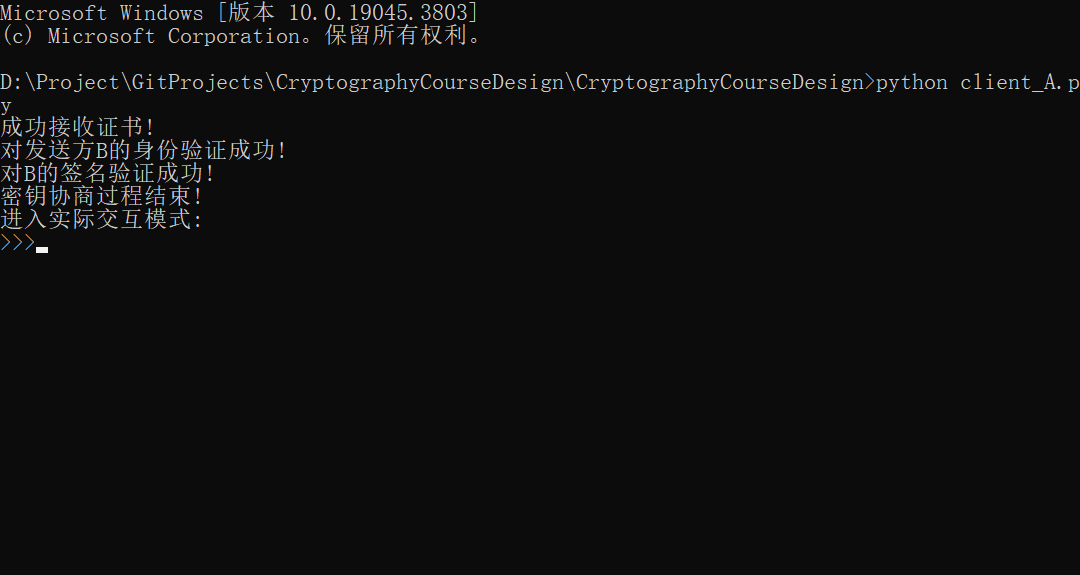 Microsoft Windows [版本 10.0.19045.3803]
(c) Microsoft Corporation。保留所有权利。
D:\Project\GitProjects\CryptographyCourseDesign\CryptographyCourseDesign>python client_A.p
y
成功接收证书!
对发送方B的身份验证成功!
对B的签名验证成功!
密钥协商过程结束!
进入实际交互模式:
>>>